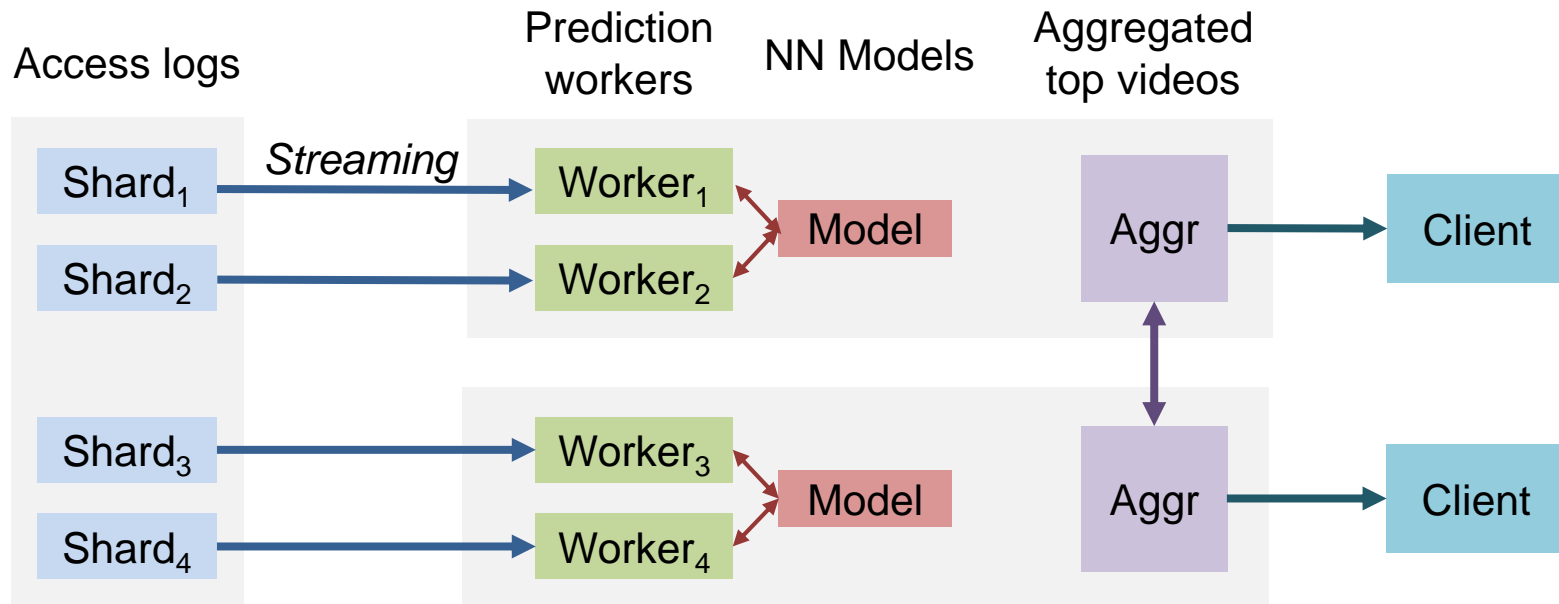 Access logs
Prediction
workers
NN Models
Aggregated
top videos
Streaming
Shard₁
Worker₁
Model
Aggr
Client
Shard₂
Worker₂
Shard₃
Worker₃
Model
Aggr
Client
Shard₄
Worker₄